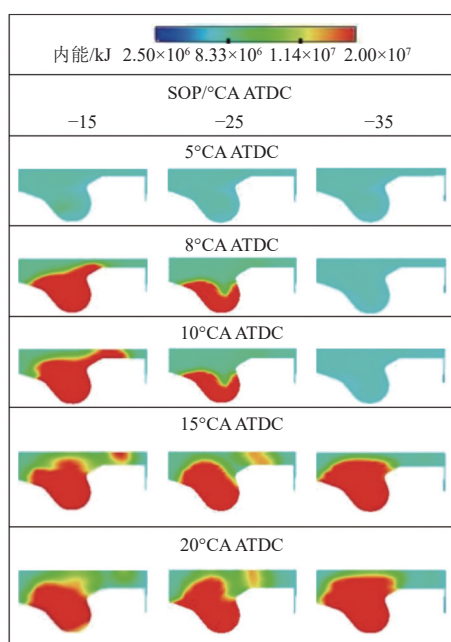 内能/kJ 2.50×10⁶ 8.33×10⁶ 1.14×10⁷ 2.00×10⁷
SOP/°CA ATDC
−15 −25 −35
5°CA ATDC
8°CA ATDC
10°CA ATDC
15°CA ATDC
20°CA ATDC